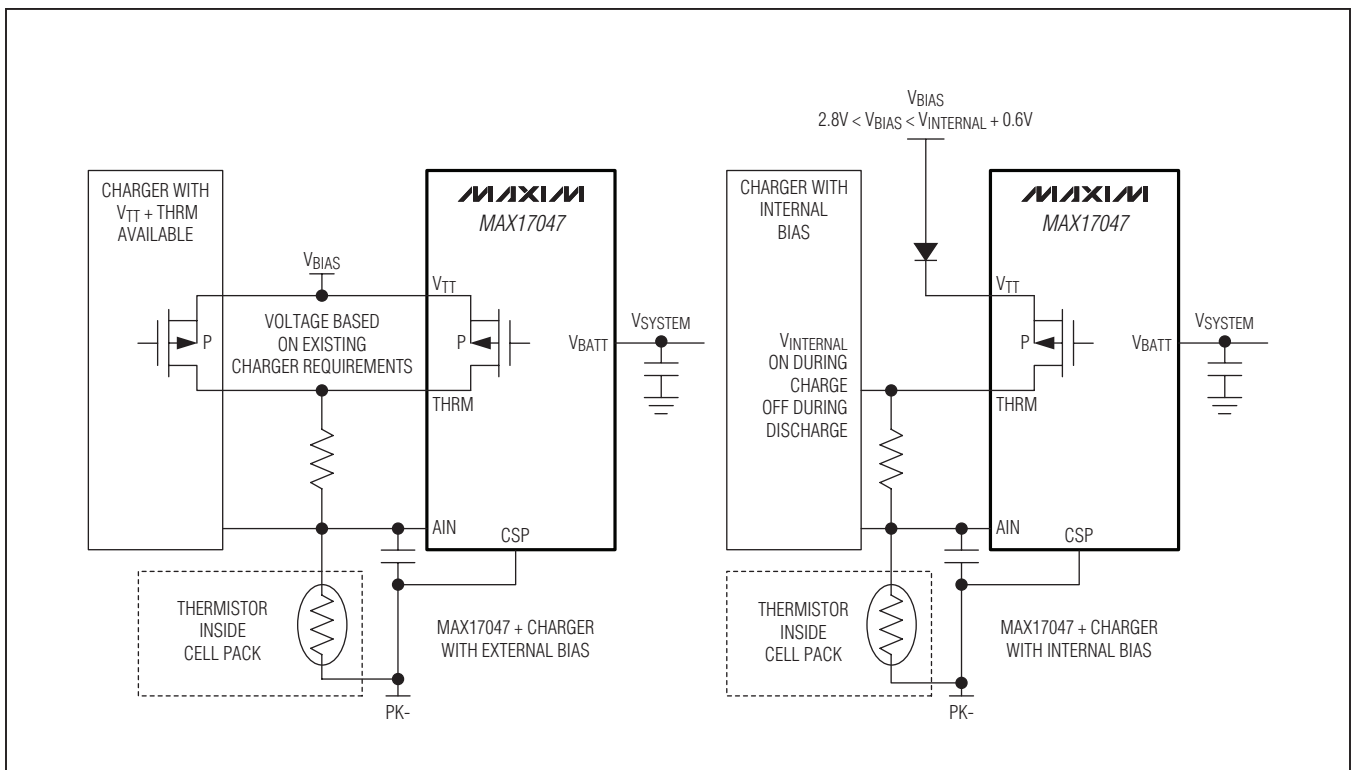 CHARGER WITH
VTT + THRM
AVAILABLE
MAXIM
MAX17047
VBIAS
VTT
VOLTAGE BASED
ON EXISTING
CHARGER REQUIREMENTS
P
P
VBATT
VSYSTEM
THRM
AIN
CSP
THERMISTOR
INSIDE
CELL PACK
MAX17047 + CHARGER
WITH EXTERNAL BIAS
PK-
VBIAS
2.8V < VBIAS < VINTERNAL + 0.6V
CHARGER WITH
INTERNAL
BIAS
MAXIM
MAX17047
VTT
P
VBATT
VSYSTEM
VINTERNAL
ON DURING
CHARGE
OFF DURING
DISCHARGE
THRM
AIN
CSP
THERMISTOR
INSIDE
CELL PACK
MAX17047 + CHARGER
WITH INTERNAL BIAS
PK-